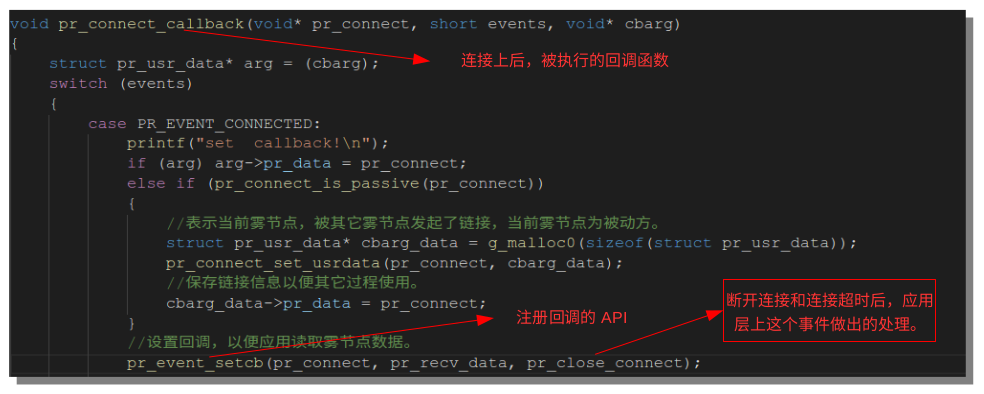 void pr_connect_callback(void* pr_connect, short events, void* cbarg)
{
连接上后，被执行的回调函数
struct pr_usr_data* arg = (cbarg);
switch (events)
{
case PR_EVENT_CONNECTED:
printf("set  callback!\n");
if (arg) arg->pr_data = pr_connect;
else if (pr_connect_is_passive(pr_connect))
{
//表示当前雾节点，被其它雾节点发起了链接，当前雾节点为被动方。
struct pr_usr_data* cbarg_data = g_malloc0(sizeof(struct pr_usr_data));
pr_connect_set_usrdata(pr_connect, cbarg_data);
//保存链接信息以便其它过程使用。
cbarg_data->pr_data = pr_connect;
}
注册回调的 API
断开连接和连接超时后，应用
层上这个事件做出的处理。
//设置回调，以便应用读取雾节点数据。
pr_event_setcb(pr_connect, pr_recv_data, pr_close_connect);